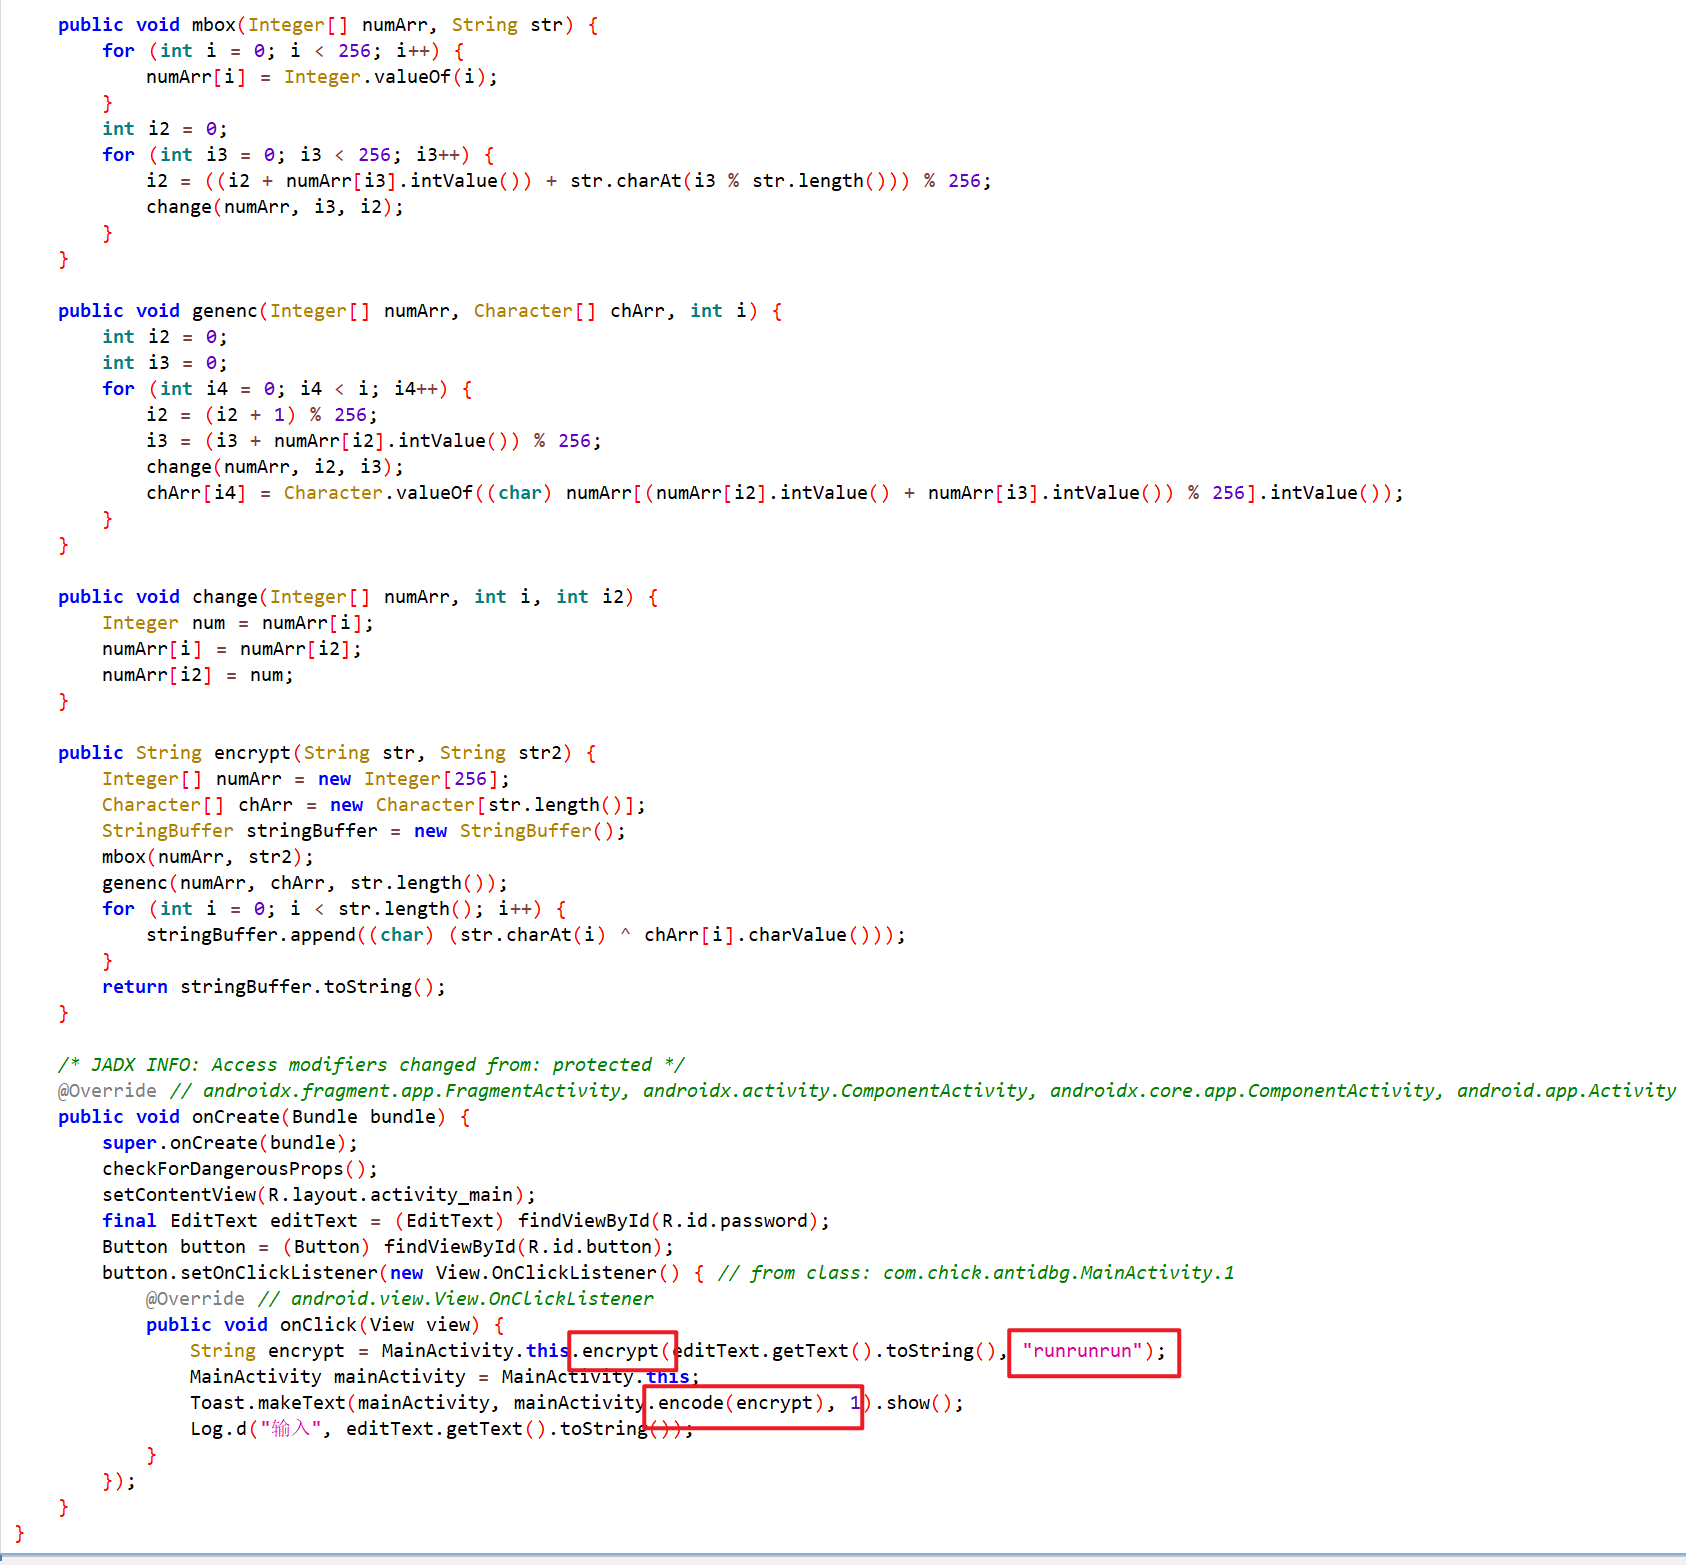 public void mbox(Integer[] numArr, String str) {
for (int i = 0; i < 256; i++) {
numArr[i] = Integer.valueOf(i);
}
int i2 = 0;
for (int i3 = 0; i3 < 256; i3++) {
i2 = ((i2 + numArr[i3].intValue()) + str.charAt(i3 % str.length())) % 256;
change(numArr, i3, i2);
}
}
public void genenc(Integer[] numArr, Character[] chArr, int i) {
int i2 = 0;
int i3 = 0;
for (int i4 = 0; i4 < i; i4++) {
i2 = (i2 + 1) % 256;
i3 = (i3 + numArr[i2].intValue()) % 256;
change(numArr, i2, i3);
chArr[i4] = Character.valueOf((char) numArr[(numArr[i2].intValue() + numArr[i3].intValue()) % 256].intValue());
}
}
public void change(Integer[] numArr, int i, int i2) {
Integer num = numArr[i];
numArr[i] = numArr[i2];
numArr[i2] = num;
}
public String encrypt(String str, String str2) {
Integer[] numArr = new Integer[256];
Character[] chArr = new Character[str.length()];
StringBuffer stringBuffer = new StringBuffer();
mbox(numArr, str2);
genenc(numArr, chArr, str.length());
for (int i = 0; i < str.length(); i++) {
stringBuffer.append((char) (str.charAt(i) ^ chArr[i].charValue()));
}
return stringBuffer.toString();
}
/* JADX INFO: Access modifiers changed from: protected */
@Override // androidx.fragment.app.FragmentActivity, androidx.activity.ComponentActivity, androidx.core.app.ComponentActivity, android.app.Activity
public void onCreate(Bundle bundle) {
super.onCreate(bundle);
checkForDangerousProps();
setContentView(R.layout.activity_main);
final EditText editText = (EditText) findViewById(R.id.password);
Button button = (Button) findViewById(R.id.button);
button.setOnClickListener(new View.OnClickListener() { // from class: com.chick.antidbg.MainActivity.1
@Override // android.view.View.OnClickListener
public void onClick(View view) {
String encrypt = MainActivity.this.encrypt(editText.getText().toString(), "runrunrun");
MainActivity mainActivity = MainActivity.this;
Toast.makeText(mainActivity, mainActivity.encode(encrypt), 1).show();
Log.d("输入", editText.getText().toString());
}
});
}
}